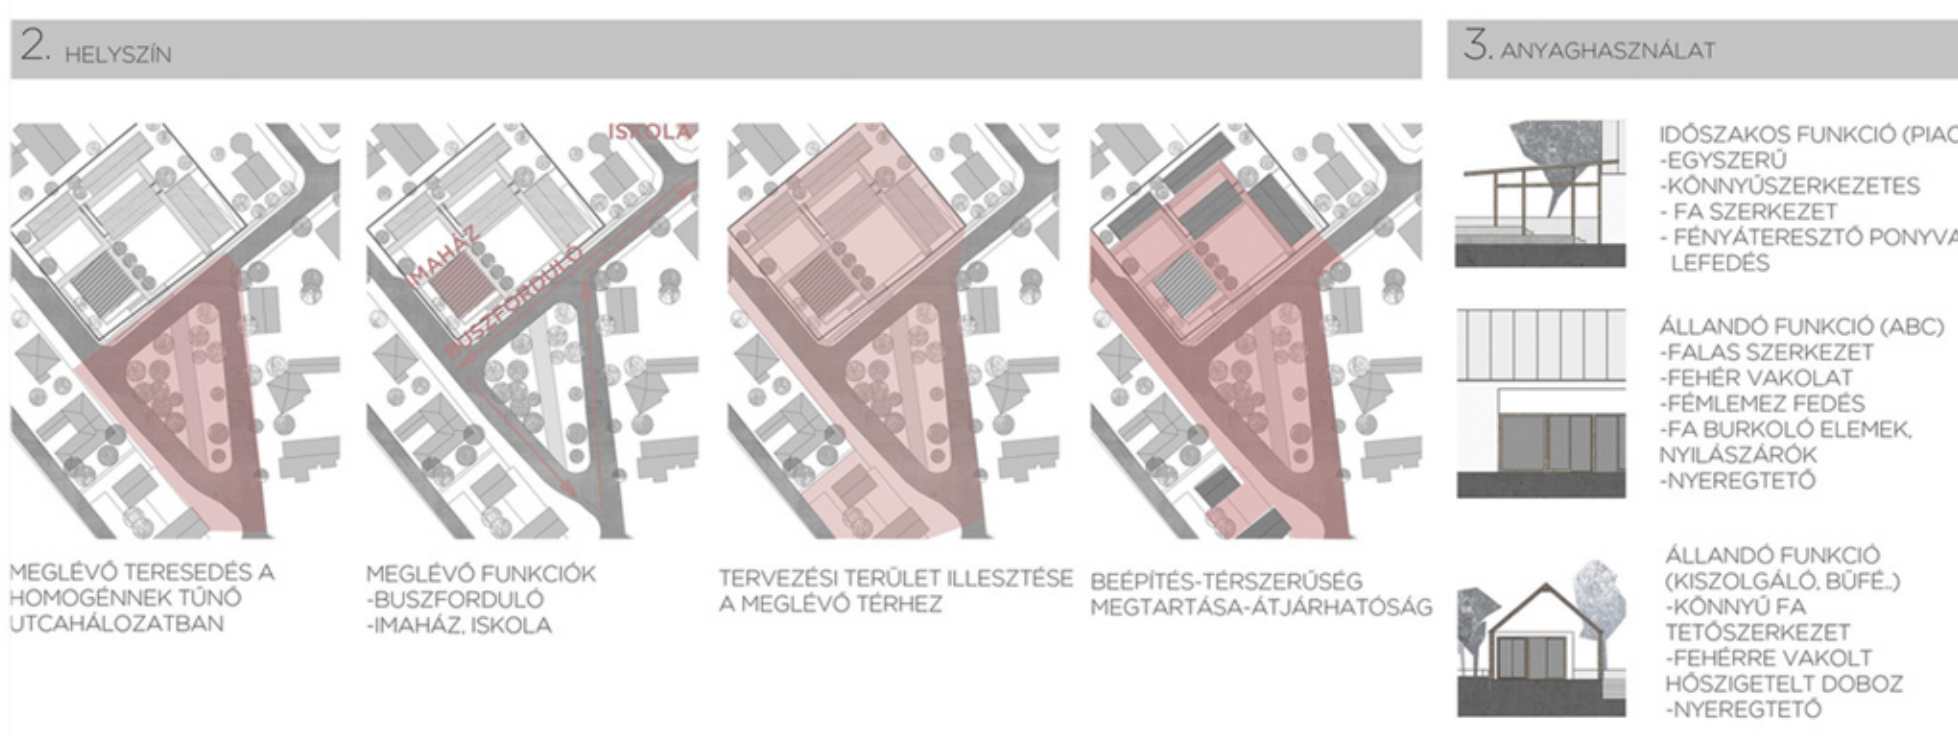 2. HELYSZÍN
ISKOLA
IMAHÁZ
BUSZFORDULÓ
MEGLÉVŐ TERESEDÉS A
HOMOGÉNNEK TŰNŐ
UTCAHÁLOZATBAN
MEGLÉVŐ FUNKCIÓK
-BUSZFORDULÓ
-IMAHÁZ, ISKOLA
TERVEZÉSI TERÜLET ILLESZTÉSE
A MEGLÉVŐ TÉRHEZ
BEÉPÍTÉS-TÉRSZERŰSÉG
MEGTARTÁSA-ÁTJÁRHATÓSÁG
3. ANYAGHASZNÁLAT
IDŐSZAKOS FUNKCIÓ (PIAC
-EGYSZERŰ
-KÖNNYŰSZERKEZETES
- FA SZERKEZET
- FÉNYÁTERESZTŐ PONYVA
LEFEDÉS
ÁLLANDÓ FUNKCIÓ (ABC)
-FALAS SZERKEZET
-FEHÉR VAKOLAT
-FÉMLEMEZ FEDÉS
-FA BURKOLÓ ELEMEK,
NYILÁSZÁRÓK
-NYEREGTETŐ
ÁLLANDÓ FUNKCIÓ
(KISZOLGÁLÓ, BÜFÉ..)
-KÖNNYŰ FA
TETŐSZERKEZET
-FEHÉRRE VAKOLT
HŐSZIGETELT DOBOZ
-NYEREGTETŐ